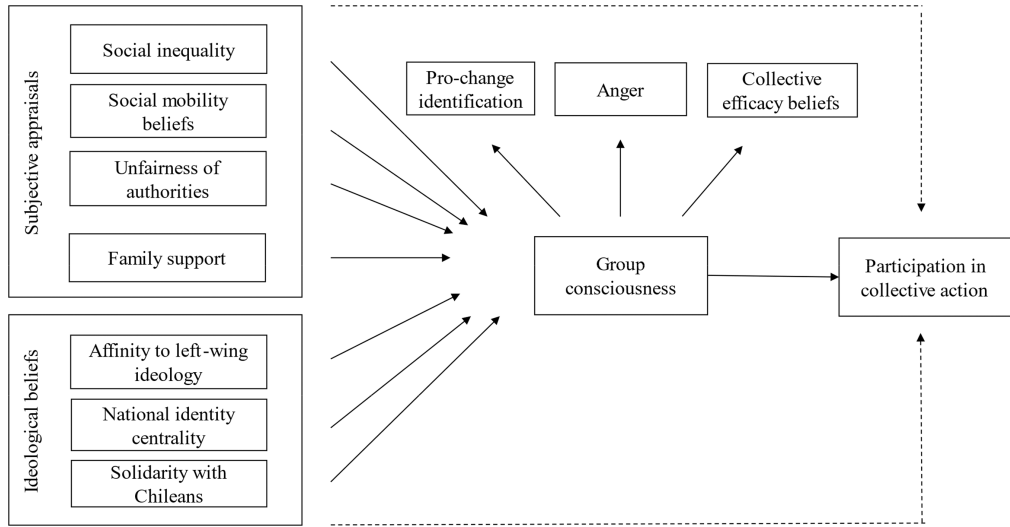 Subjective appraisals
Social inequality
Social mobility
beliefs
Unfairness of
authorities
Family support
Ideological beliefs
Affinity to left-wing
ideology
National identity
centrality
Solidarity with
Chileans
Pro-change
identification
Anger
Collective
efficacy beliefs
Group
consciousness
Participation in
collective action